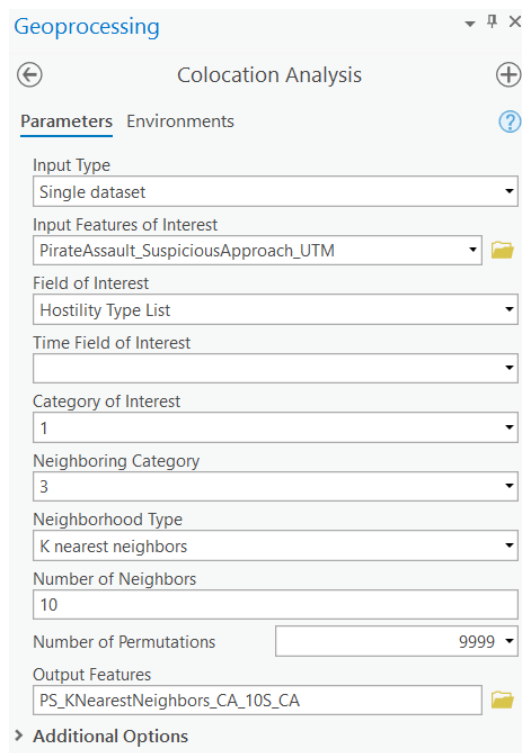 Geoprocessing
Colocation Analysis
Parameters Environments
Input Type
Single dataset
Input Features of Interest
PirateAssault_SuspiciousApproach_UTM
Field of Interest
Hostility Type List
Time Field of Interest
Category of Interest
1
Neighboring Category
3
Neighborhood Type
K nearest neighbors
Number of Neighbors
10
Number of Permutations 9999
Output Features
PS_KNearestNeighbors_CA_10S_CA
Additional Options